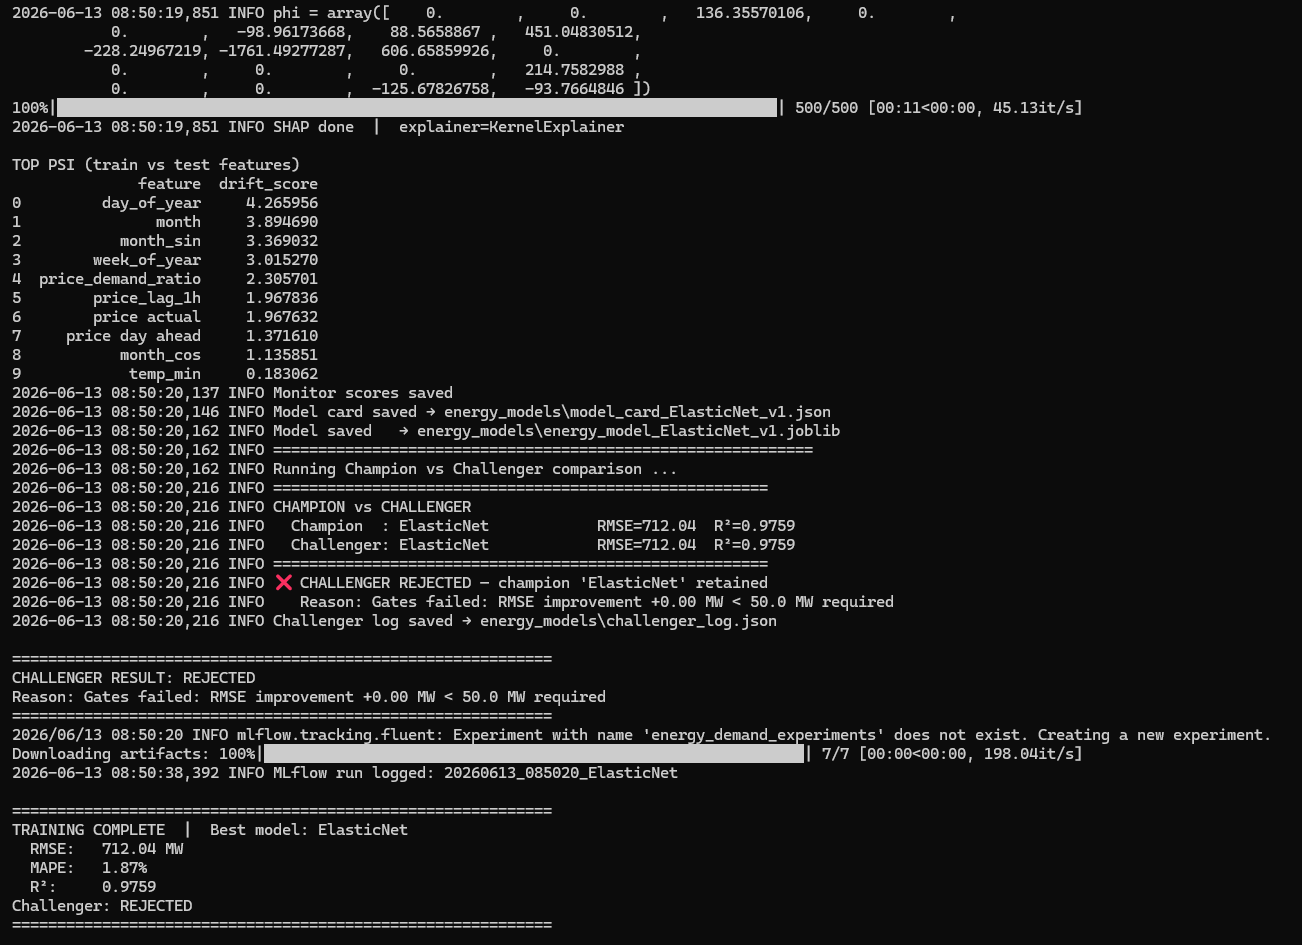 2026-06-13 08:50:19,851 INFO phi = array([    0.        ,     0.        ,   136.35570106,     0.        ,
           0.        ,   -98.96173668,    88.5658867 ,   451.04830512,
        -228.24967219, -1761.49277287,   606.65859926,     0.        ,
           0.        ,     0.        ,     0.        ,   214.7582988 ,
           0.        ,     0.        ,  -125.67826758,   -93.7664846 ])
100%|██████████| 500/500 [00:11<00:00, 45.13it/s]
2026-06-13 08:50:19,851 INFO SHAP done  |  explainer=KernelExplainer
TOP PSI (train vs test features)
              feature  drift_score
0         day_of_year     4.265956
1               month     3.894690
2           month_sin     3.369032
3        week_of_year     3.015270
4  price_demand_ratio     2.305701
5        price_lag_1h     1.967836
6        price actual     1.967632
7     price day ahead     1.371610
8           month_cos     1.135851
9            temp_min     0.183062
2026-06-13 08:50:20,137 INFO Monitor scores saved
2026-06-13 08:50:20,146 INFO Model card saved → energy_models\model_card_ElasticNet_v1.json
2026-06-13 08:50:20,162 INFO Model saved   → energy_models\energy_model_ElasticNet_v1.joblib
2026-06-13 08:50:20,162 INFO ============================================================
2026-06-13 08:50:20,162 INFO Running Champion vs Challenger comparison ...
2026-06-13 08:50:20,216 INFO =======================================================
2026-06-13 08:50:20,216 INFO CHAMPION vs CHALLENGER
2026-06-13 08:50:20,216 INFO   Champion  : ElasticNet            RMSE=712.04  R²=0.9759
2026-06-13 08:50:20,216 INFO   Challenger: ElasticNet            RMSE=712.04  R²=0.9759
2026-06-13 08:50:20,216 INFO =======================================================
2026-06-13 08:50:20,216 INFO ❌ CHALLENGER REJECTED — champion 'ElasticNet' retained
2026-06-13 08:50:20,216 INFO    Reason: Gates failed: RMSE improvement +0.00 MW < 50.0 MW required
2026-06-13 08:50:20,216 INFO Challenger log saved → energy_models\challenger_log.json
============================================================
CHALLENGER RESULT: REJECTED
Reason: Gates failed: RMSE improvement +0.00 MW < 50.0 MW required
============================================================
2026/06/13 08:50:20 INFO mlflow.tracking.fluent: Experiment with name 'energy_demand_experiments' does not exist. Creating a new experiment.
Downloading artifacts: 100%|██████████| 7/7 [00:00<00:00, 198.04it/s]
2026-06-13 08:50:38,392 INFO MLflow run logged: 20260613_085020_ElasticNet
============================================================
TRAINING COMPLETE  |  Best model: ElasticNet
  RMSE:   712.04 MW
  MAPE:   1.87%
  R²:     0.9759
Challenger: REJECTED
============================================================